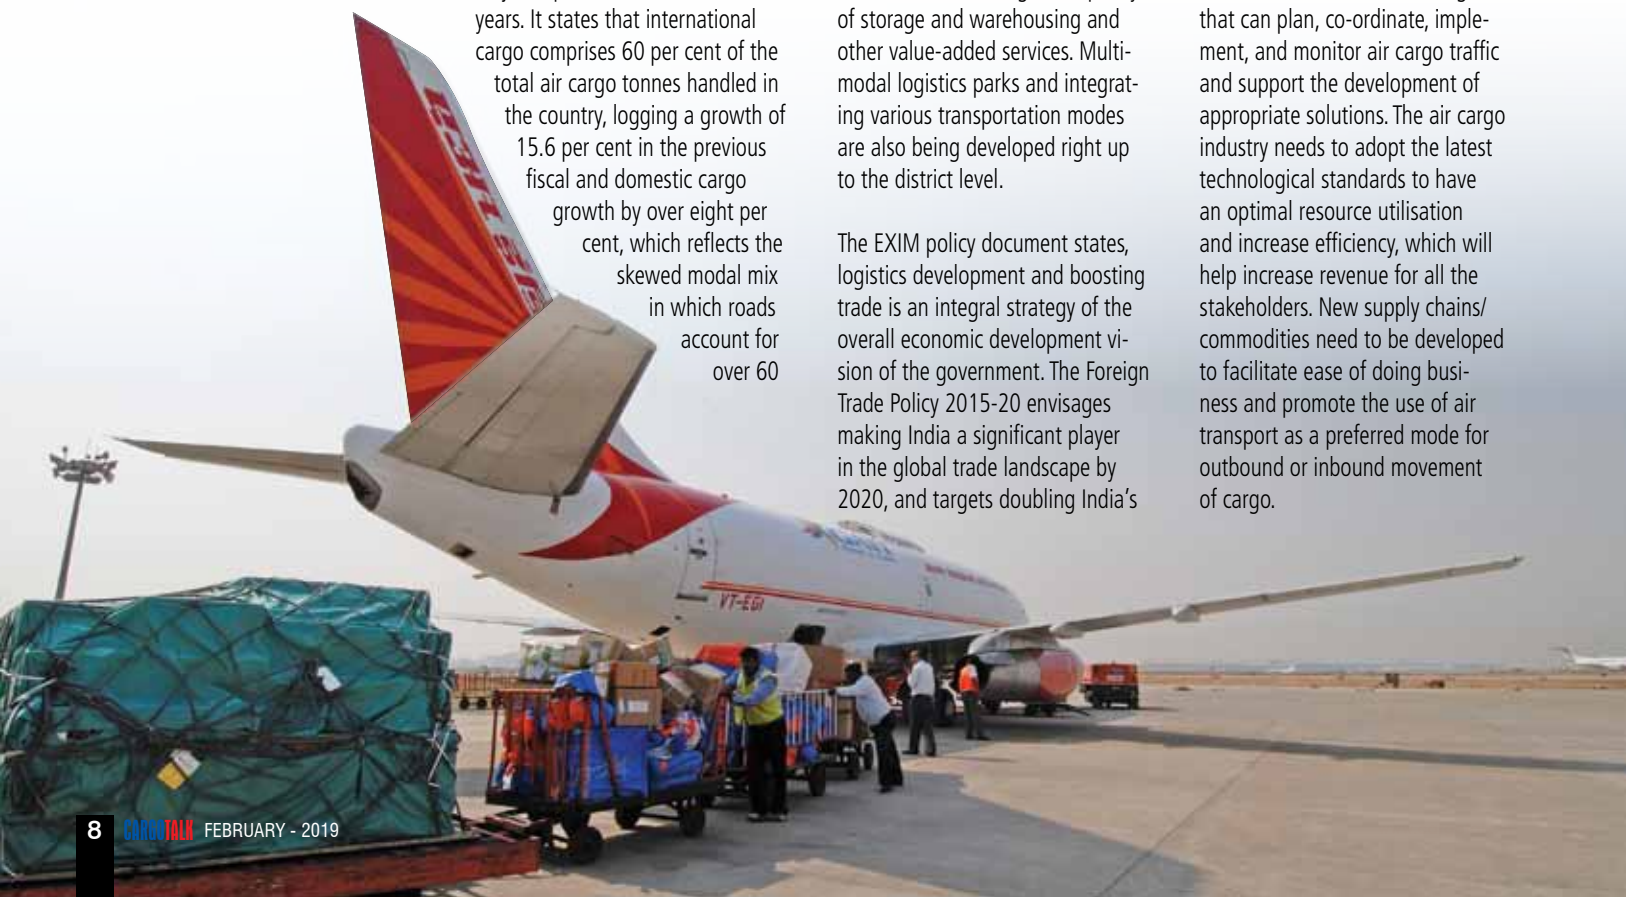 years. It states that international
cargo comprises 60 per cent of the
total air cargo tonnes handled in
the country, logging a growth of
15.6 per cent in the previous
fiscal and domestic cargo
growth by over eight per
cent, which reflects the
skewed modal mix
in which roads
account for
over 60
of storage and warehousing and
other value-added services. Multi-
modal logistics parks and integrat-
ing various transportation modes
are also being developed right up
to the district level.
The EXIM policy document states,
logistics development and boosting
trade is an integral strategy of the
overall economic development vi-
sion of the government. The Foreign
Trade Policy 2015-20 envisages
making India a significant player
in the global trade landscape by
2020, and targets doubling India's
that can plan, co-ordinate, imple-
ment, and monitor air cargo traffic
and support the development of
appropriate solutions. The air cargo
industry needs to adopt the latest
technological standards to have
an optimal resource utilisation
and increase efficiency, which will
help increase revenue for all the
stakeholders. New supply chains/
commodities need to be developed
to facilitate ease of doing busi-
ness and promote the use of air
transport as a preferred mode for
outbound or inbound movement
of cargo.
VT-EGI
8 CARGOTALK FEBRUARY - 2019